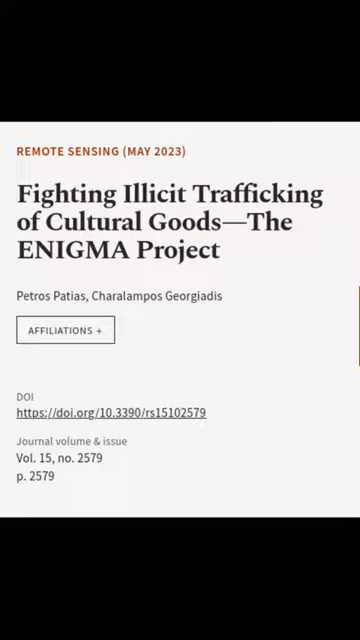 REMOTE SENSING (MAY 2023)
Fighting Illicit Trafficking
of Cultural Goods—The
ENIGMA Project
Petros Patias, Charalampos Georgiadis
AFFILIATIONS +
DOI
https://doi.org/10.3390/rs15102579
Journal volume & issue
Vol. 15, no. 2579
p. 2579